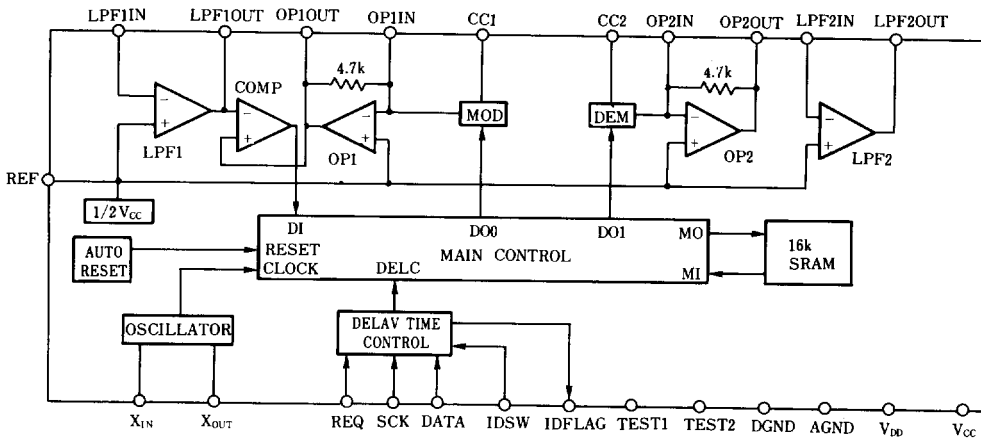 LPF1IN LPF1OUT OP1OUT OP1IN CC1 CC2 OP2IN OP2OUT LPF2IN LPF2OUT
4.7k 4.7k
COMP
MOD DEM
LPF1 OP1 OP2 LPF2
REF
1/2VCC
DI DO0 DO1 MO
AUTO RESET
RESET
MAIN CONTROL
16k
SRAM
CLOCK DELC MI
OSCILLATOR
DELAV TIME
CONTROL
XIN XOUT REQ SCK DATA IDSW IDFLAG TEST1 TEST2 DGND AGND VDD VCC